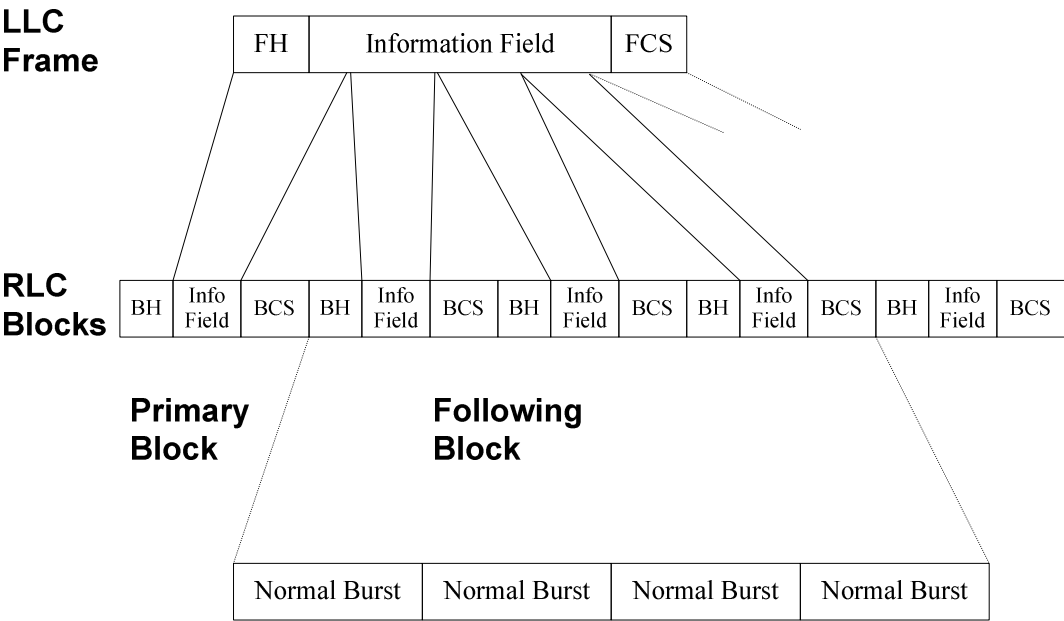 LLC
Frame
FH Information Field FCS
RLC
Blocks
BH Info Field BCS BH Info Field BCS BH Info Field BCS BH Info Field BCS BH Info Field BCS
Primary
Block
Following
Block
Normal Burst Normal Burst Normal Burst Normal Burst